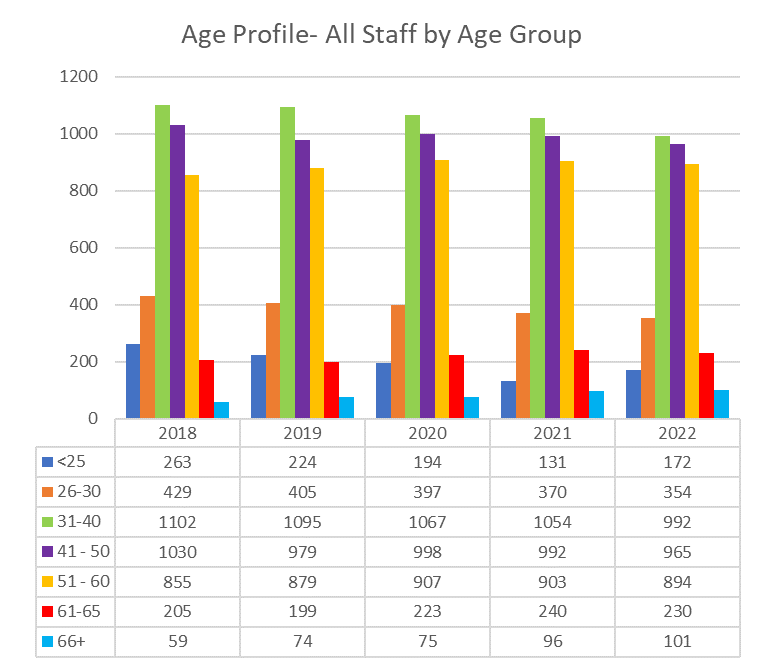 Age Profile- All Staff by Age Group
1200
1000
800
600
400
200
0
2018 2019 2020 2021 2022
<25 263 224 194 131 172
26-30 429 405 397 370 354
31-40 1102 1095 1067 1054 992
41 - 50 1030 979 998 992 965
51 - 60 855 879 907 903 894
61-65 205 199 223 240 230
66+ 59 74 75 96 101